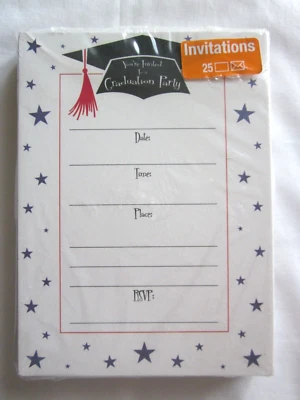 Invitations
25
You're Invited
To a
Graduation Party
Date:
Time:
Place:
RSVP: